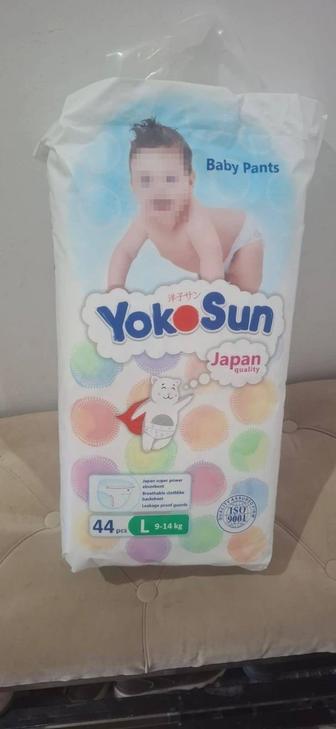 Baby Pants
洋子サン
YokoSun
Japan
quality
Japan super power
absorbent
Breathable clothlike
backsheet
Leakage proof guards
44 pcs L 9-14 kg
ISO
9001